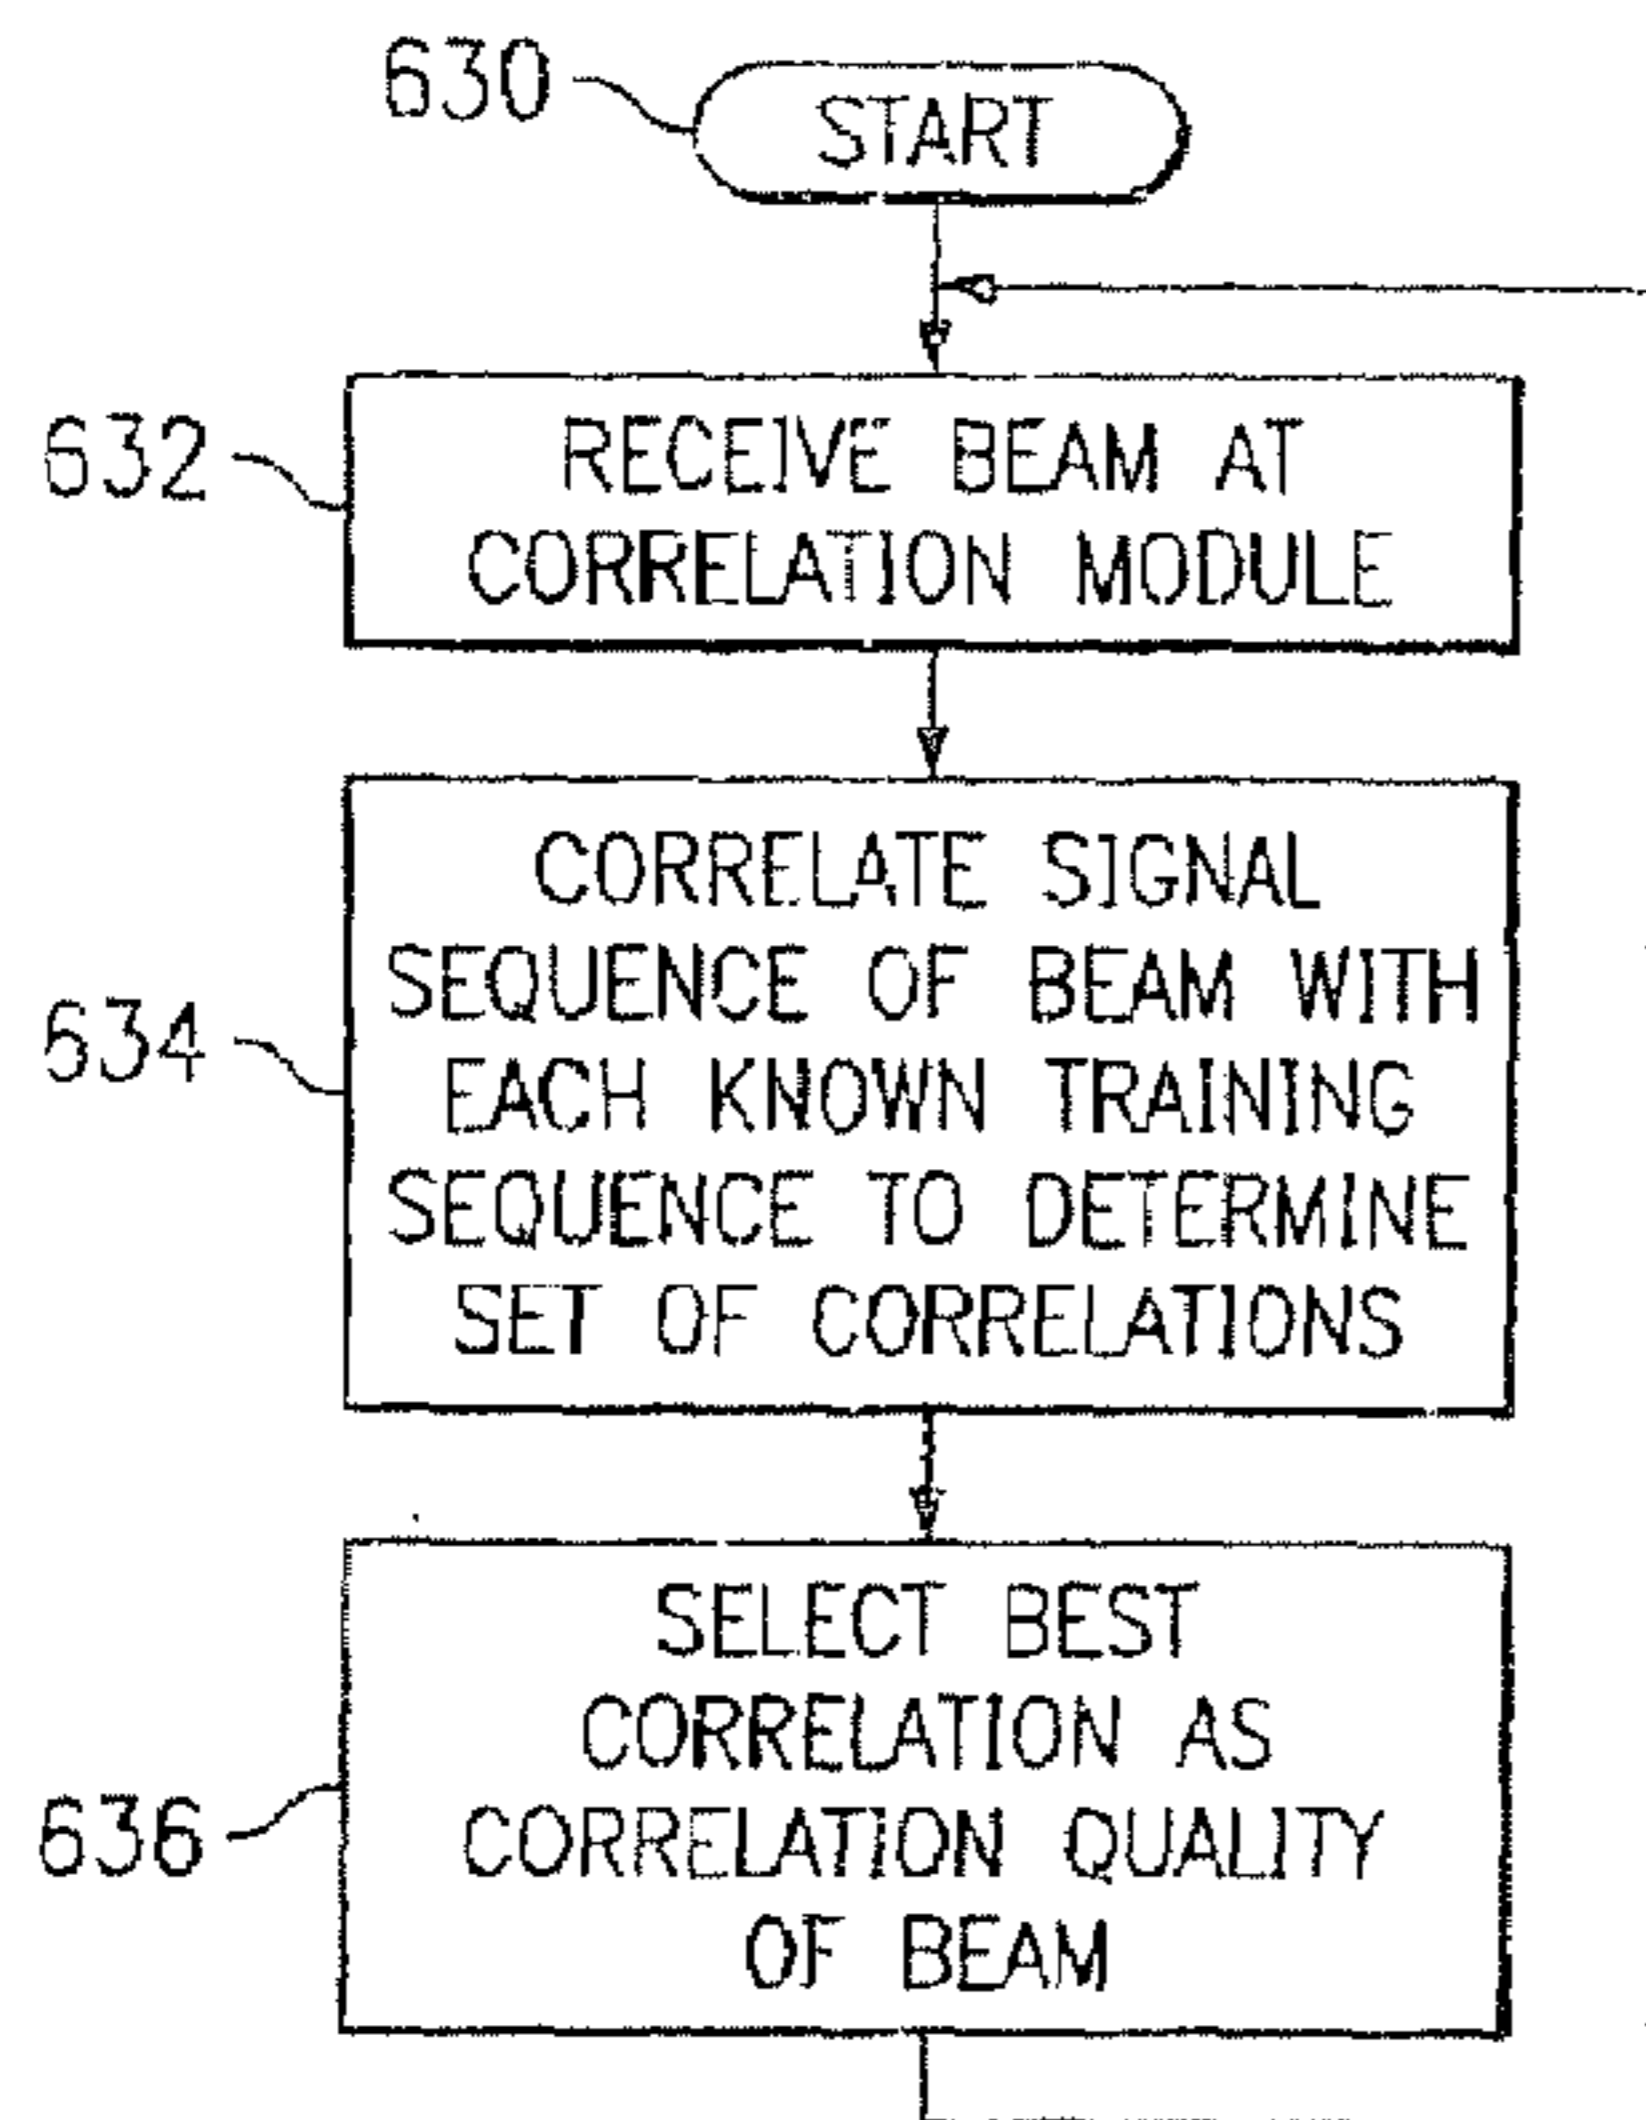 630
START
632
RECEIVE BEAM AT
CORRELATION MODULE
634
CORRELATE SIGNAL
SEQUENCE OF BEAM WITH
EACH KNOWN TRAINING
SEQUENCE TO DETERMINE
SET OF CORRELATIONS
636
SELECT BEST
CORRELATION AS
CORRELATION QUALITY
OF BEAM